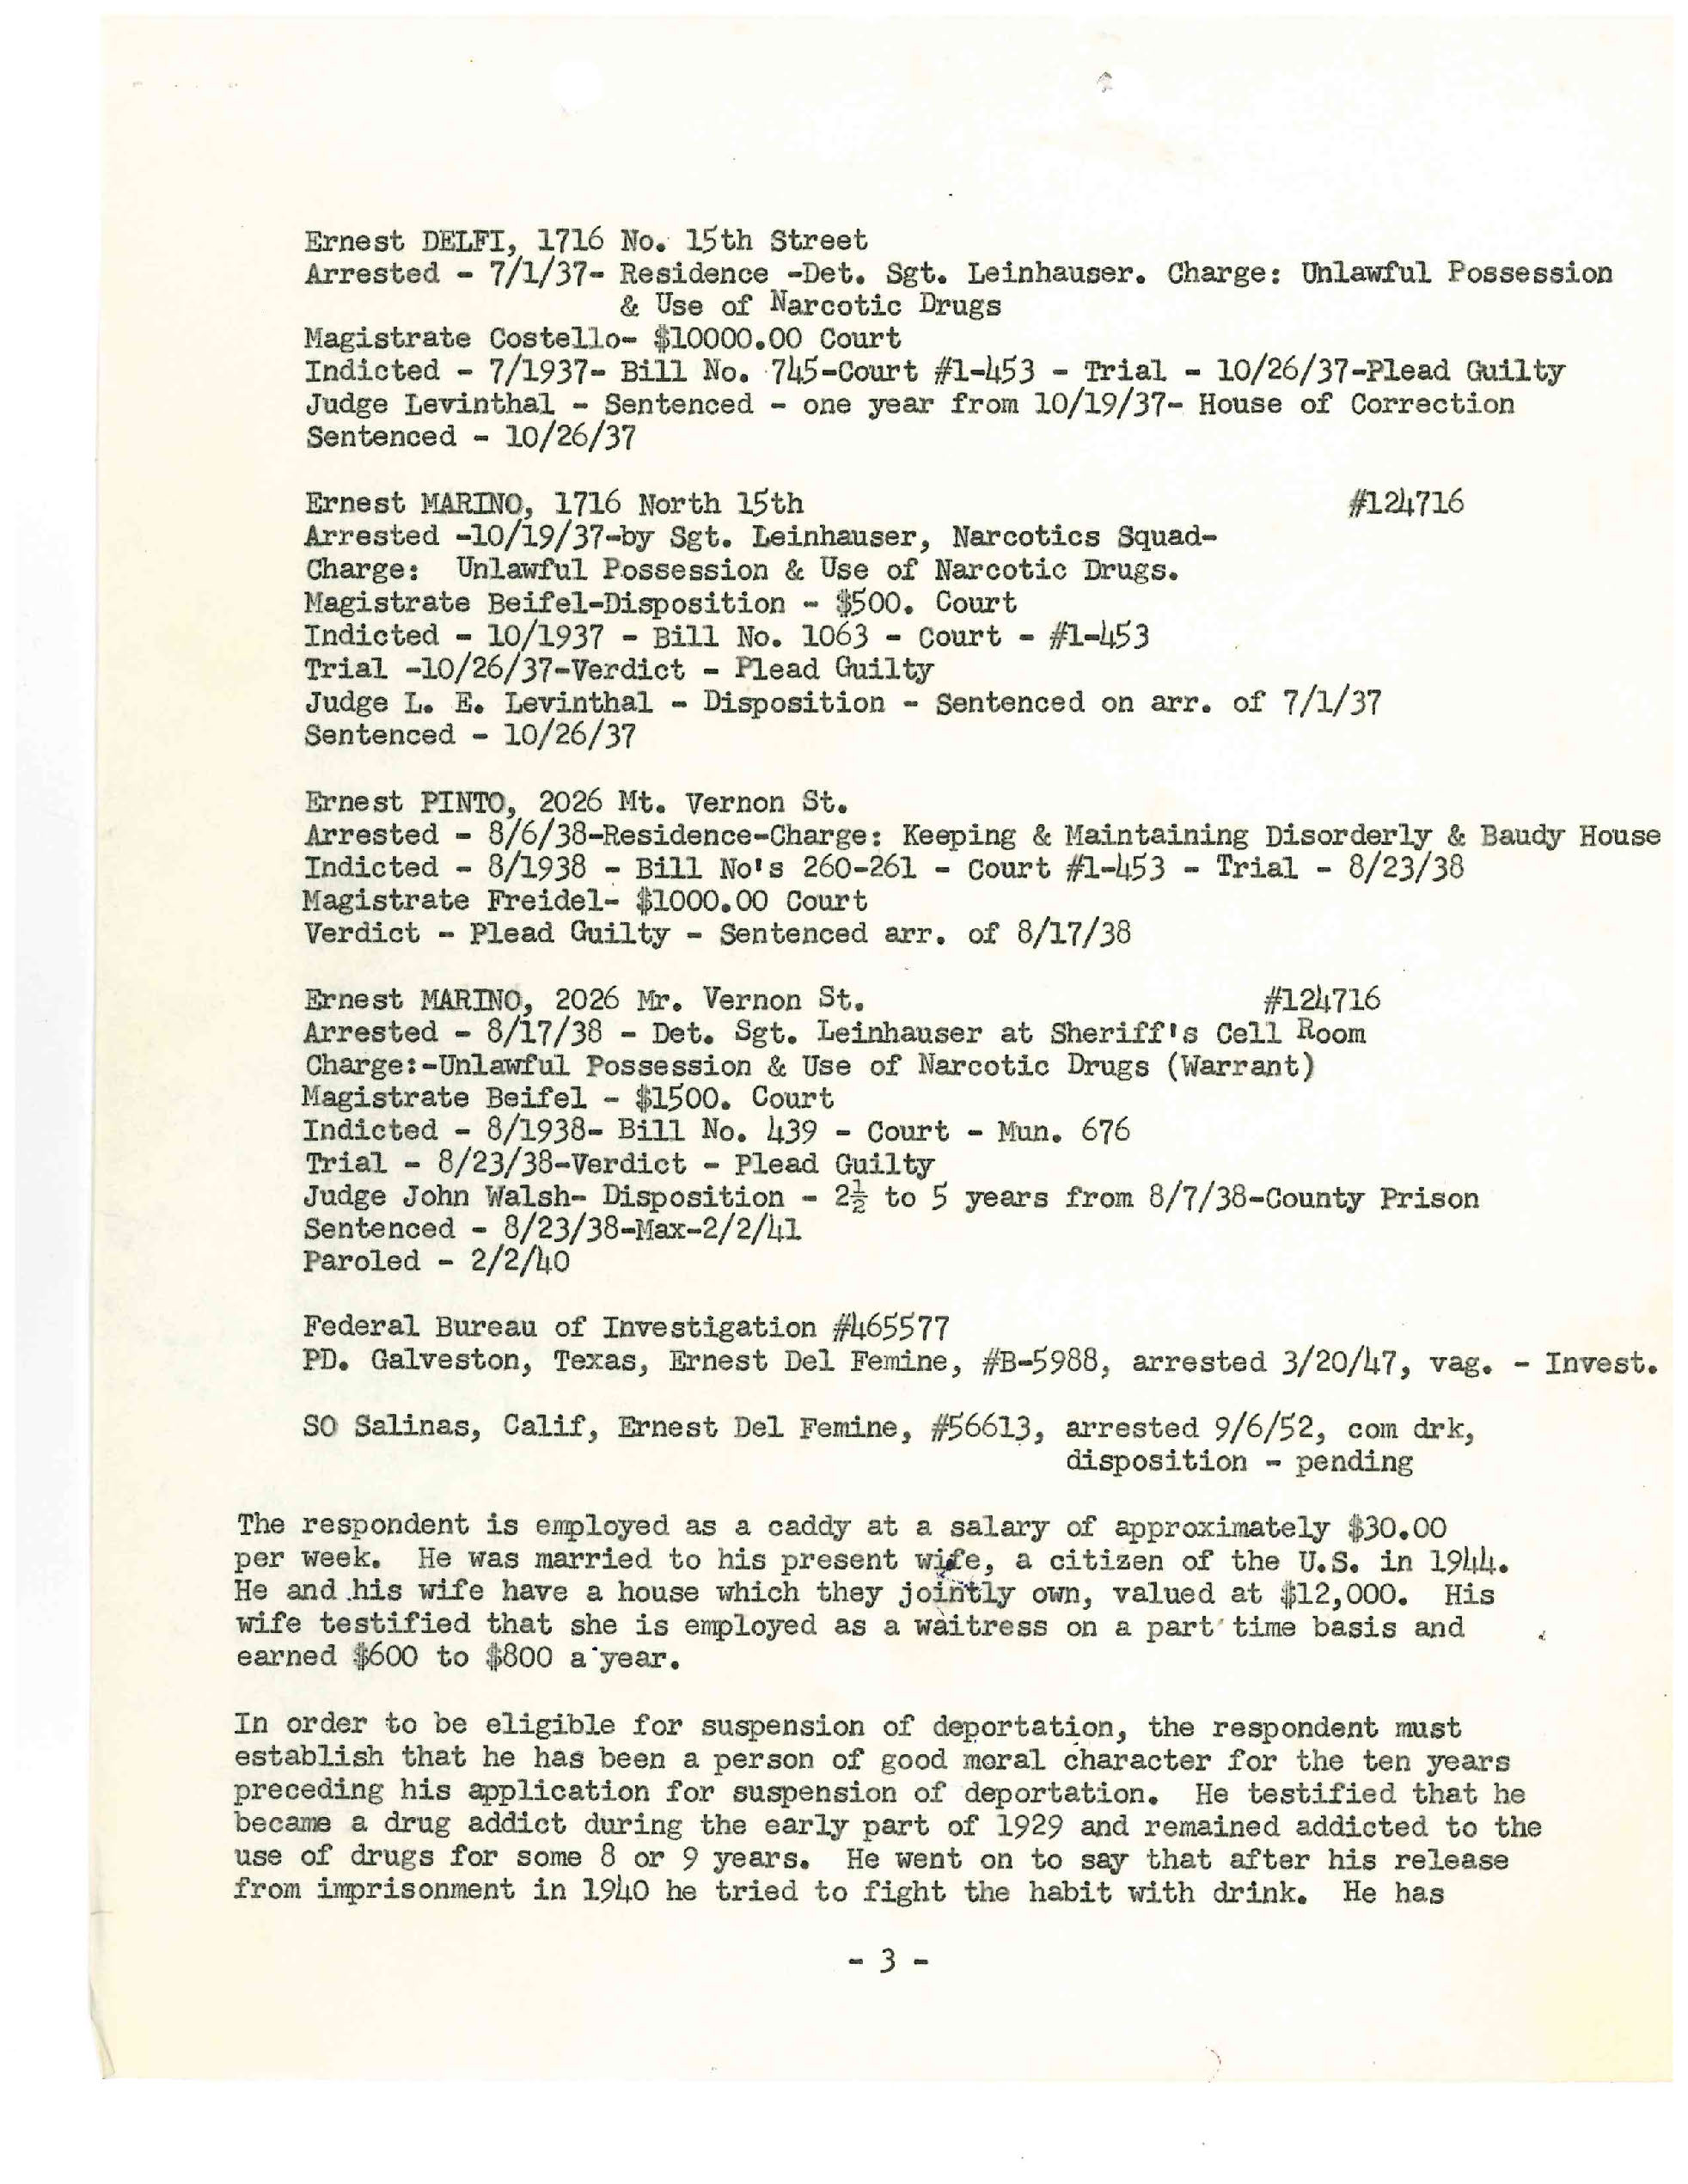 Ernest DELFI, 1716 No. 15th Street
Arrested - 7/1/37- Residence -Det. Sgt. Leinhauser. Charge: Unlawful Possession
& Use of Narcotic Drugs
Magistrate Costello- $10000.00 Court
Indicted - 7/1937- Bill No. 745-Court #1-453 - Trial - 10/26/37-Plead Guilty
Judge Levinthal - Sentenced - one year from 10/19/37- House of Correction
Sentenced - 10/26/37
Ernest MARINO, 1716 North 15th #124716
Arrested -10/19/37-by Sgt. Leinhauser, Narcotics Squad-
Charge: Unlawful Possession & Use of Narcotic Drugs.
Magistrate Beifel-Disposition - $500. Court
Indicted - 10/1937 - Bill No. 1063 - Court - #1-453
Trial -10/26/37-Verdict - Plead Guilty
Judge L. E. Levinthal - Disposition - Sentenced on arr. of 7/1/37
Sentenced - 10/26/37
Ernest PINTO, 2026 Mt. Vernon St.
Arrested - 8/6/38-Residence-Charge: Keeping & Maintaining Disorderly & Baudy House
Indicted - 8/1938 - Bill No's 260-261 - Court #1-453 - Trial - 8/23/38
Magistrate Freidel- $1000.00 Court
Verdict - Plead Guilty - Sentenced arr. of 8/17/38
Ernest MARINO, 2026 Mr. Vernon St. #124716
Arrested - 8/17/38 - Det. Sgt. Leinhauser at Sheriff's Cell Room
Charge:-Unlawful Possession & Use of Narcotic Drugs (Warrant)
Magistrate Beifel - $1500. Court
Indicted - 8/1938- Bill No. 439 - Court - Mun. 676
Trial - 8/23/38-Verdict - Plead Guilty
Judge John Walsh- Disposition - 2½ to 5 years from 8/7/38-County Prison
Sentenced - 8/23/38-Max-2/2/41
Paroled - 2/2/40
Federal Bureau of Investigation #465577
PD. Galveston, Texas, Ernest Del Femine, #B-5988, arrested 3/20/47, vag. - Invest.
SO Salinas, Calif, Ernest Del Femine, #56613, arrested 9/6/52, com drk,
disposition - pending
The respondent is employed as a caddy at a salary of approximately $30.00
per week. He was married to his present wife, a citizen of the U.S. in 1944.
He and his wife have a house which they jointly own, valued at $12,000. His
wife testified that she is employed as a waitress on a part time basis and
earned $600 to $800 a year.
In order to be eligible for suspension of deportation, the respondent must
establish that he has been a person of good moral character for the ten years
preceding his application for suspension of deportation. He testified that he
became a drug addict during the early part of 1929 and remained addicted to the
use of drugs for some 8 or 9 years. He went on to say that after his release
from imprisonment in 1940 he tried to fight the habit with drink. He has
- 3 -